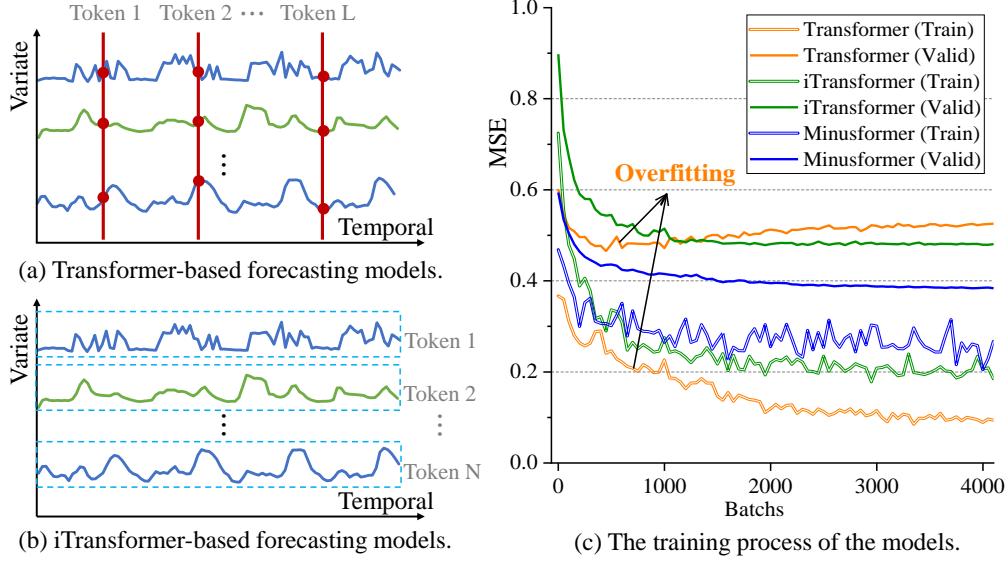 Token 1
Token 2
...
Token L
Variate
⋮
Temporal
(a) Transformer-based forecasting models.
Token 1
Variate
Token 2
⋮
⋮
Token N
Temporal
(b) iTransformer-based forecasting models.
1.0
0.8
0.6
0.4
0.2
0.0
MSE
Transformer (Train)
Transformer (Valid)
iTransformer (Train)
iTransformer (Valid)
Minusformer (Train)
Minusformer (Valid)
Overfitting
0
1000
2000
3000
4000
Batchs
(c) The training process of the models.